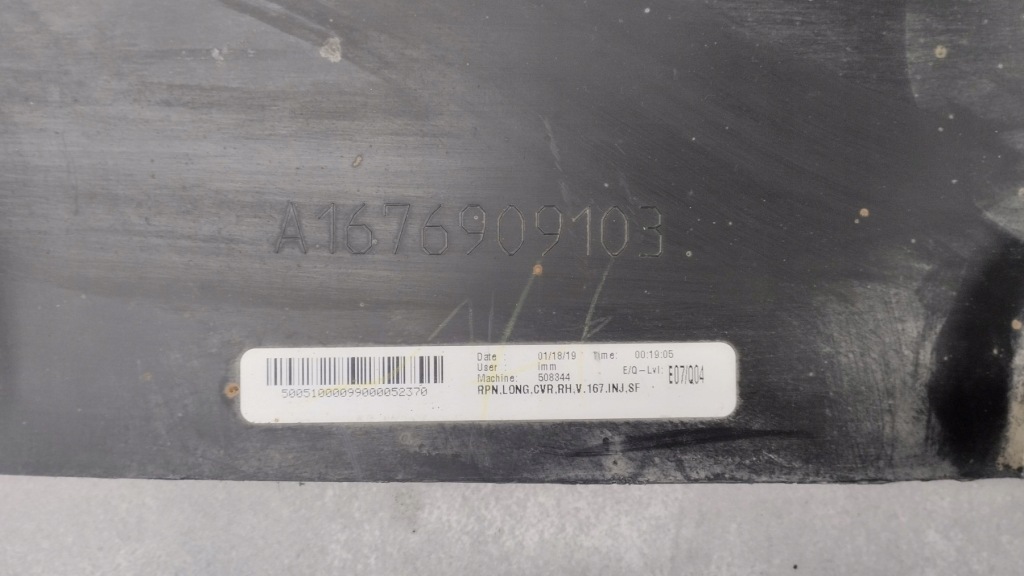 A1676909103
50051000099000052370
Date : 01/18/19 Time: 00:19:05
User : imm E/Q-Lvl: E07/Q04
Machine: 508344
RPN.LONG.CVR.RH.V.167.INJ.SF